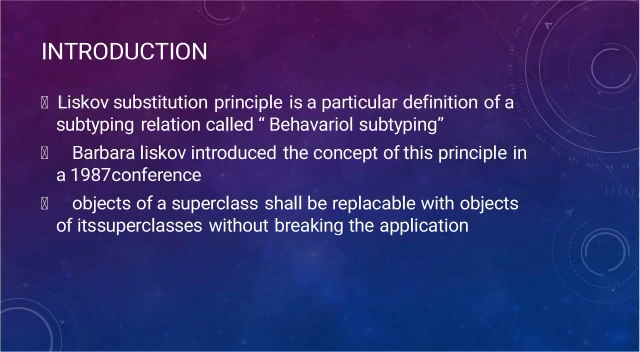 INTRODUCTION
Liskov substitution principle is a particular definition of a
subtyping relation called “ Behavariol subtyping”
Barbara liskov introduced the concept of this principle in
a 1987conference
objects of a superclass shall be replacable with objects
of itssuperclasses without breaking the application